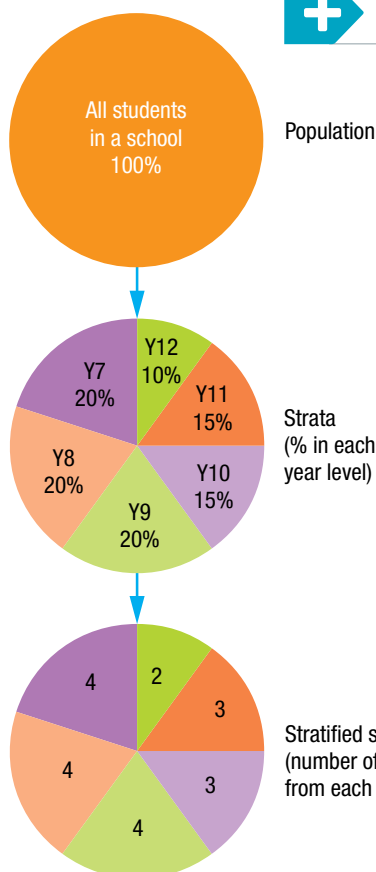 All students
in a school
100%
Population
Y12
10%
Y7
20%
Y11
15%
Y8
20%
Y10
15%
Y9
20%
Strata
(% in each
year level)
4
2
3
4
3
4
Stratified
(number of
from each